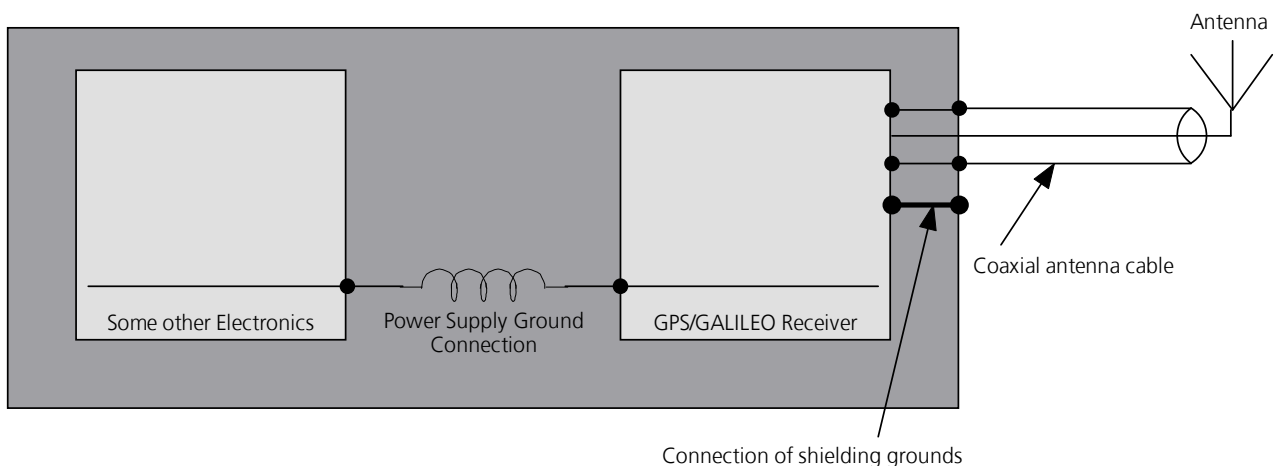 Antenna
Coaxial antenna cable
Some other Electronics
Power Supply Ground
Connection
GPS/GALILEO Receiver
Connection of shielding grounds